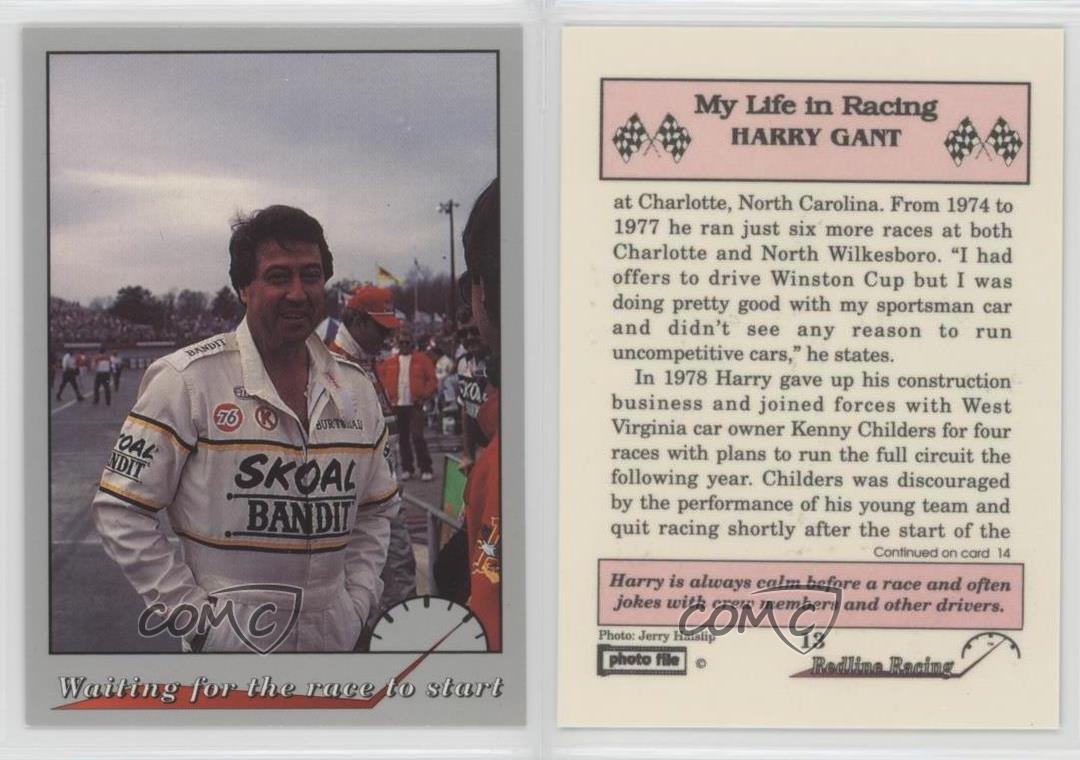 BANDIT
76
K
SKOAL
BANDIT
SKOAL
BANDIT
COMC
Waiting for the race to start
My Life in Racing
HARRY GANT
at Charlotte, North Carolina. From 1974 to
1977 he ran just six more races at both
Charlotte and North Wilkesboro. “I had
offers to drive Winston Cup but I was
doing pretty good with my sportsman car
and didn’t see any reason to run
uncompetitive cars,” he states.
In 1978 Harry gave up his construction
business and joined forces with West
Virginia car owner Kenny Childers for four
races with plans to run the full circuit the
following year. Childers was discouraged
by the performance of his young team and
quit racing shortly after the start of the
Continued on card 14
Harry is always calm before a race and often
jokes with crew members and other drivers.
COMC
Photo: Jerry Haislip
13
photo file ©
Redline Racing